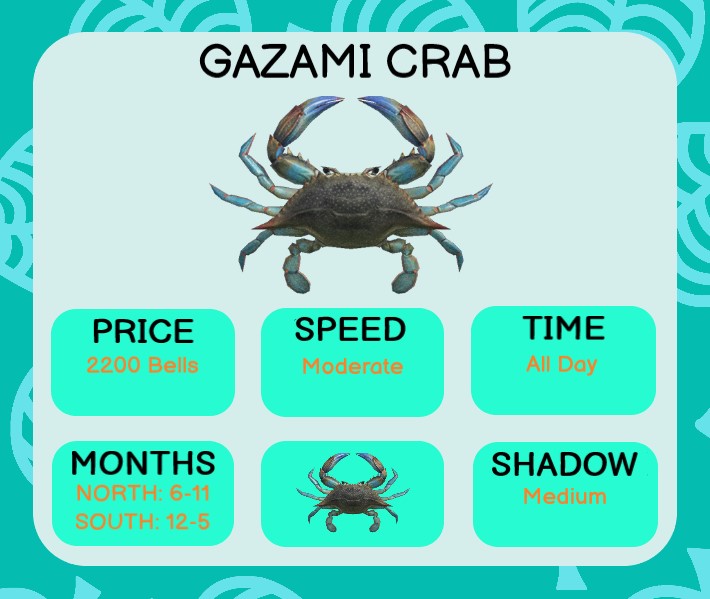 GAZAMI CRAB
PRICE
2200 Bells
SPEED
Moderate
TIME
All Day
MONTHS
NORTH: 6-11
SOUTH: 12-5
SHADOW
Medium